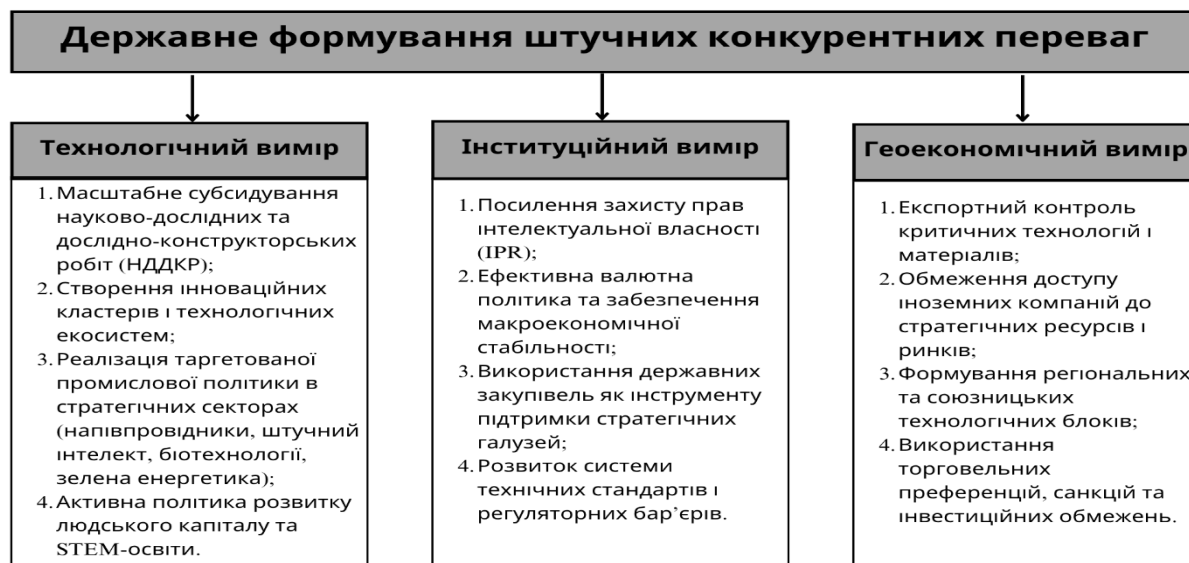 Державне формування штучних конкурентних переваг
Технологічний вимір
1. Масштабне субсидування
науково-дослідних та
дослідно-конструкторських
робіт (НДДКР);
2. Створення інноваційних
кластерів і технологічних
екосистем;
3. Реалізація таргетованої
промислової політики в
стратегічних секторах
(напівпровідники, штучний
інтелект, біотехнології,
зелена енергетика);
4. Активна політика розвитку
людського капіталу та
STEM-освіти.
Інституційний вимір
1. Посилення захисту прав
інтелектуальної власності
(IPR);
2. Ефективна валютна
політика та забезпечення
макроекономічної
стабільності;
3. Використання державних
закупівель як інструменту
підтримки стратегічних
галузей;
4. Розвиток системи
технічних стандартів і
регуляторних бар’єрів.
Геоекономічний вимір
1. Експортний контроль
критичних технологій і
матеріалів;
2. Обмеження доступу
іноземних компаній до
стратегічних ресурсів і
ринків;
3. Формування регіональних
та союзницьких
технологічних блоків;
4. Використання
торговельних
преференцій, санкцій та
інвестиційних обмежень.